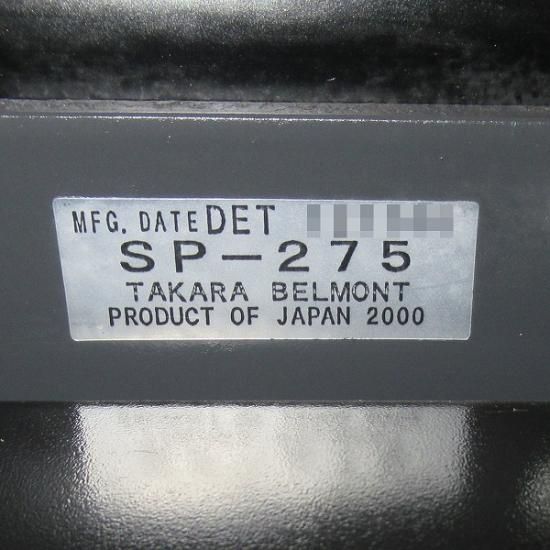 MFG. DATE DET
SP-275
TAKARA BELMONT
PRODUCT OF JAPAN 2000